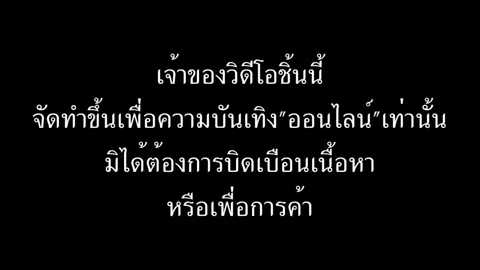 เจ้าของวิดีโอชิ้นนี้
จัดทำขึ้นเพื่อความบันเทิง"ออนไลน์"เท่านั้น
มิได้ต้องการบิดเบือนเนื้อหา
หรือเพื่อการค้า